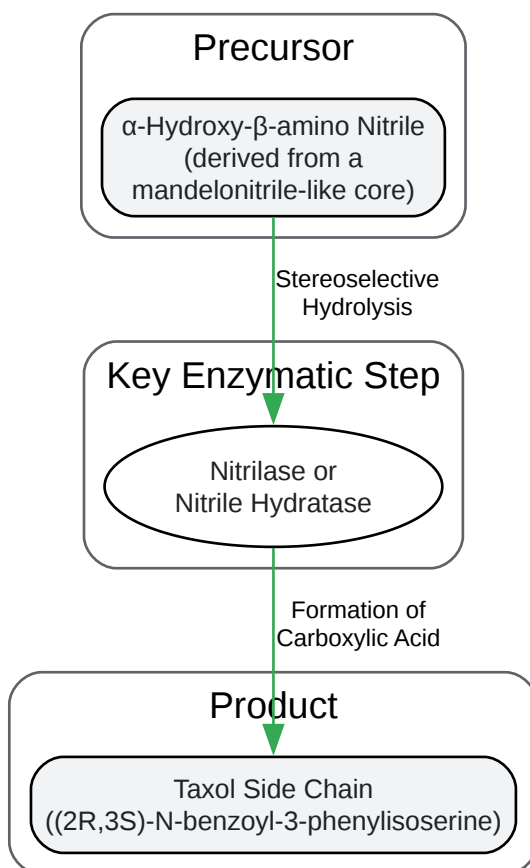 Precursor
α-Hydroxy-β-amino Nitrile
(derived from a
mandelonitrile-like core)
Stereoselective
Hydrolysis
Key Enzymatic Step
Nitrilase or
Nitrile Hydratase
Formation of
Carboxylic Acid
Product
Taxol Side Chain
((2R,3S)-N-benzoyl-3-phenylisoserine)